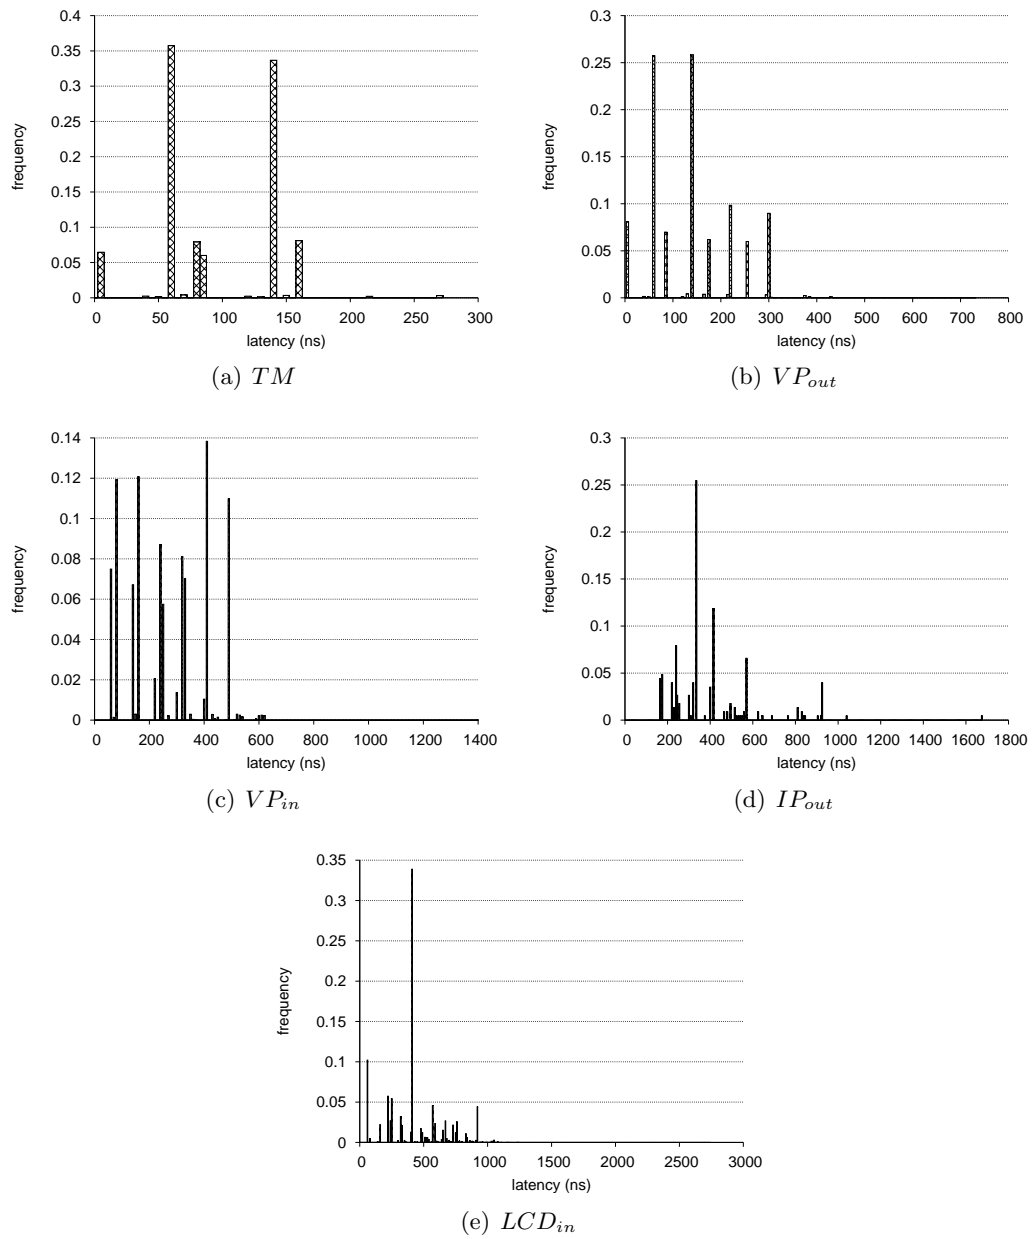 0.4
0.35
0.3
0.25
0.2
0.15
0.1
0.05
0
frequency
0 50 100 150 200 250 300
latency (ns)
(a) TM
0.3
0.25
0.2
0.15
0.1
0.05
0
frequency
0 100 200 300 400 500 600 700 800
latency (ns)
(b) VPout
0.14
0.12
0.1
0.08
0.06
0.04
0.02
0
frequency
0 200 400 600 800 1000 1200 1400
latency (ns)
(c) VPin
0.3
0.25
0.2
0.15
0.1
0.05
0
frequency
0 200 400 600 800 1000 1200 1400 1600 1800
latency (ns)
(d) IPout
0.35
0.3
0.25
0.2
0.15
0.1
0.05
0
frequency
0 500 1000 1500 2000 2500 3000
latency (ns)
(e) LCDin